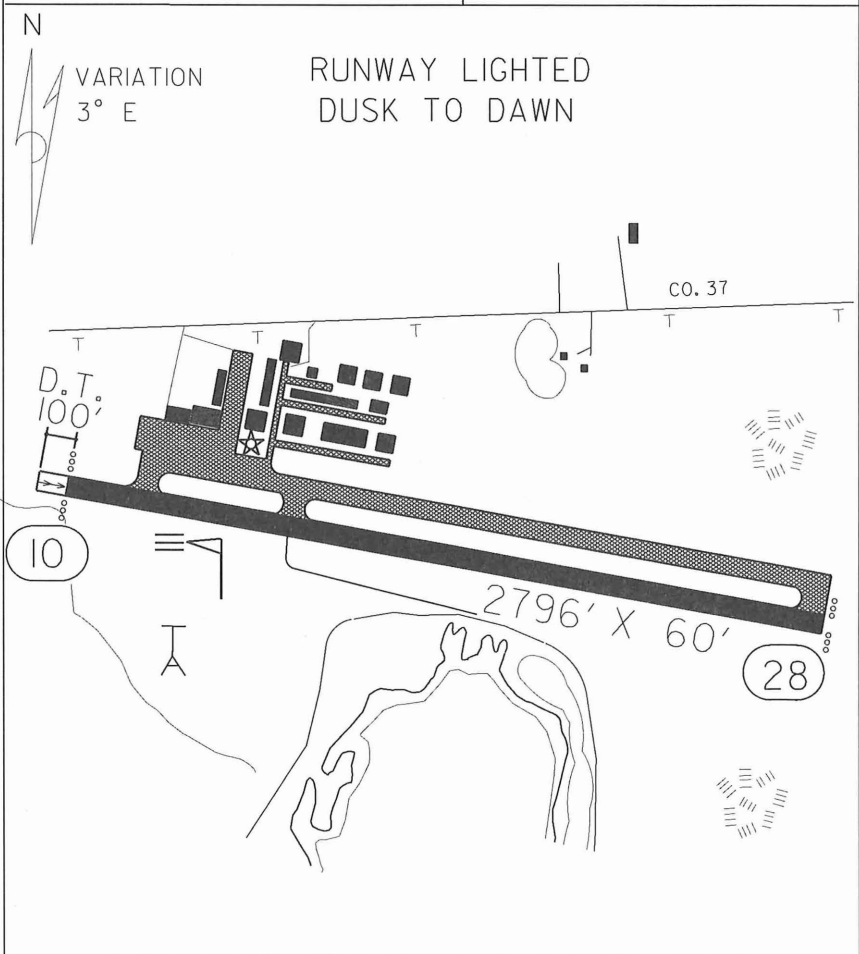 N
VARIATION
3° E
RUNWAY LIGHTED
DUSK TO DAWN
CO. 37
T
T
T
T
T
D.T.
100'
10
2796' X 60'
28